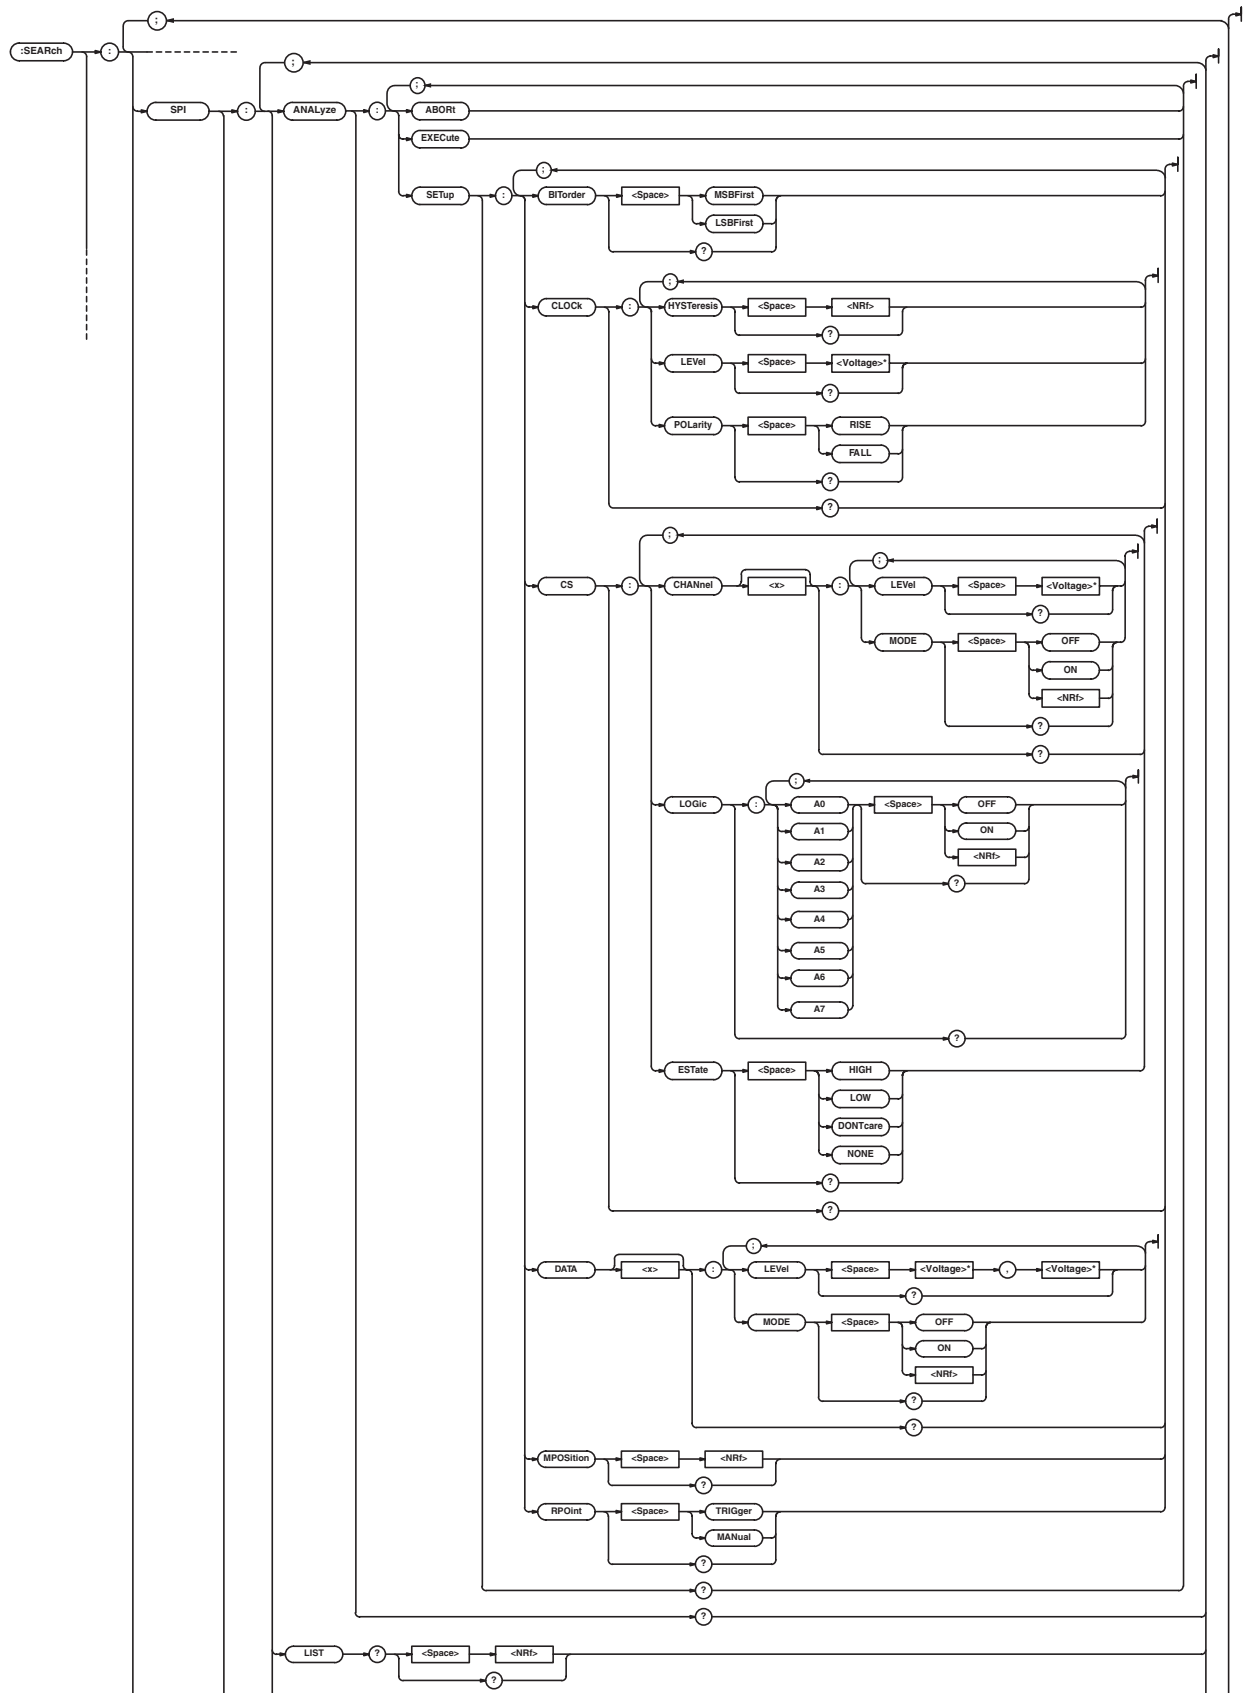 ;
:SEARch :
;
SPI : ANALyze : ; ABORt
EXECute
;
SETup : BITorder <Space> MSBFirst
LSBFirst
?
;
CLOCk : HYSTeresis <Space> <NRf>
?
LEVel <Space> <Voltage>*
?
POLarity <Space> RISE
FALL
?
?
;
;
CS : CHANnel <x> : LEVel <Space> <Voltage>*
?
MODE <Space> OFF
ON
<NRf>
?
?
;
LOGic : A0 <Space> OFF
A1 ON
A2 <NRf>
A3 ?
A4
A5
A6
A7
?
ESTate <Space> HIGH
LOW
DONTcare
NONE
?
?
;
DATA <x> : LEVel <Space> <Voltage>* , <Voltage>*
?
MODE <Space> OFF
ON
<NRf>
?
?
MPOSition <Space> <NRf>
?
RPOint <Space> TRIGger
MANual
?
?
?
LIST ? <Space> <NRf>
?